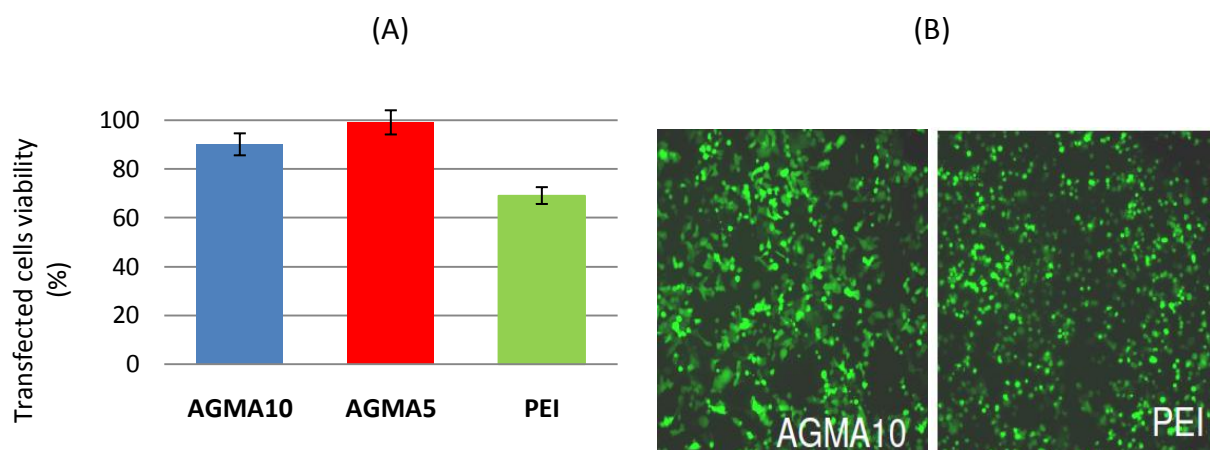 (A)
(B)
Transfected cells viability
(%)
100
80
60
40
20
0
AGMA10
AGMA5
PEI
AGMA10
PEI